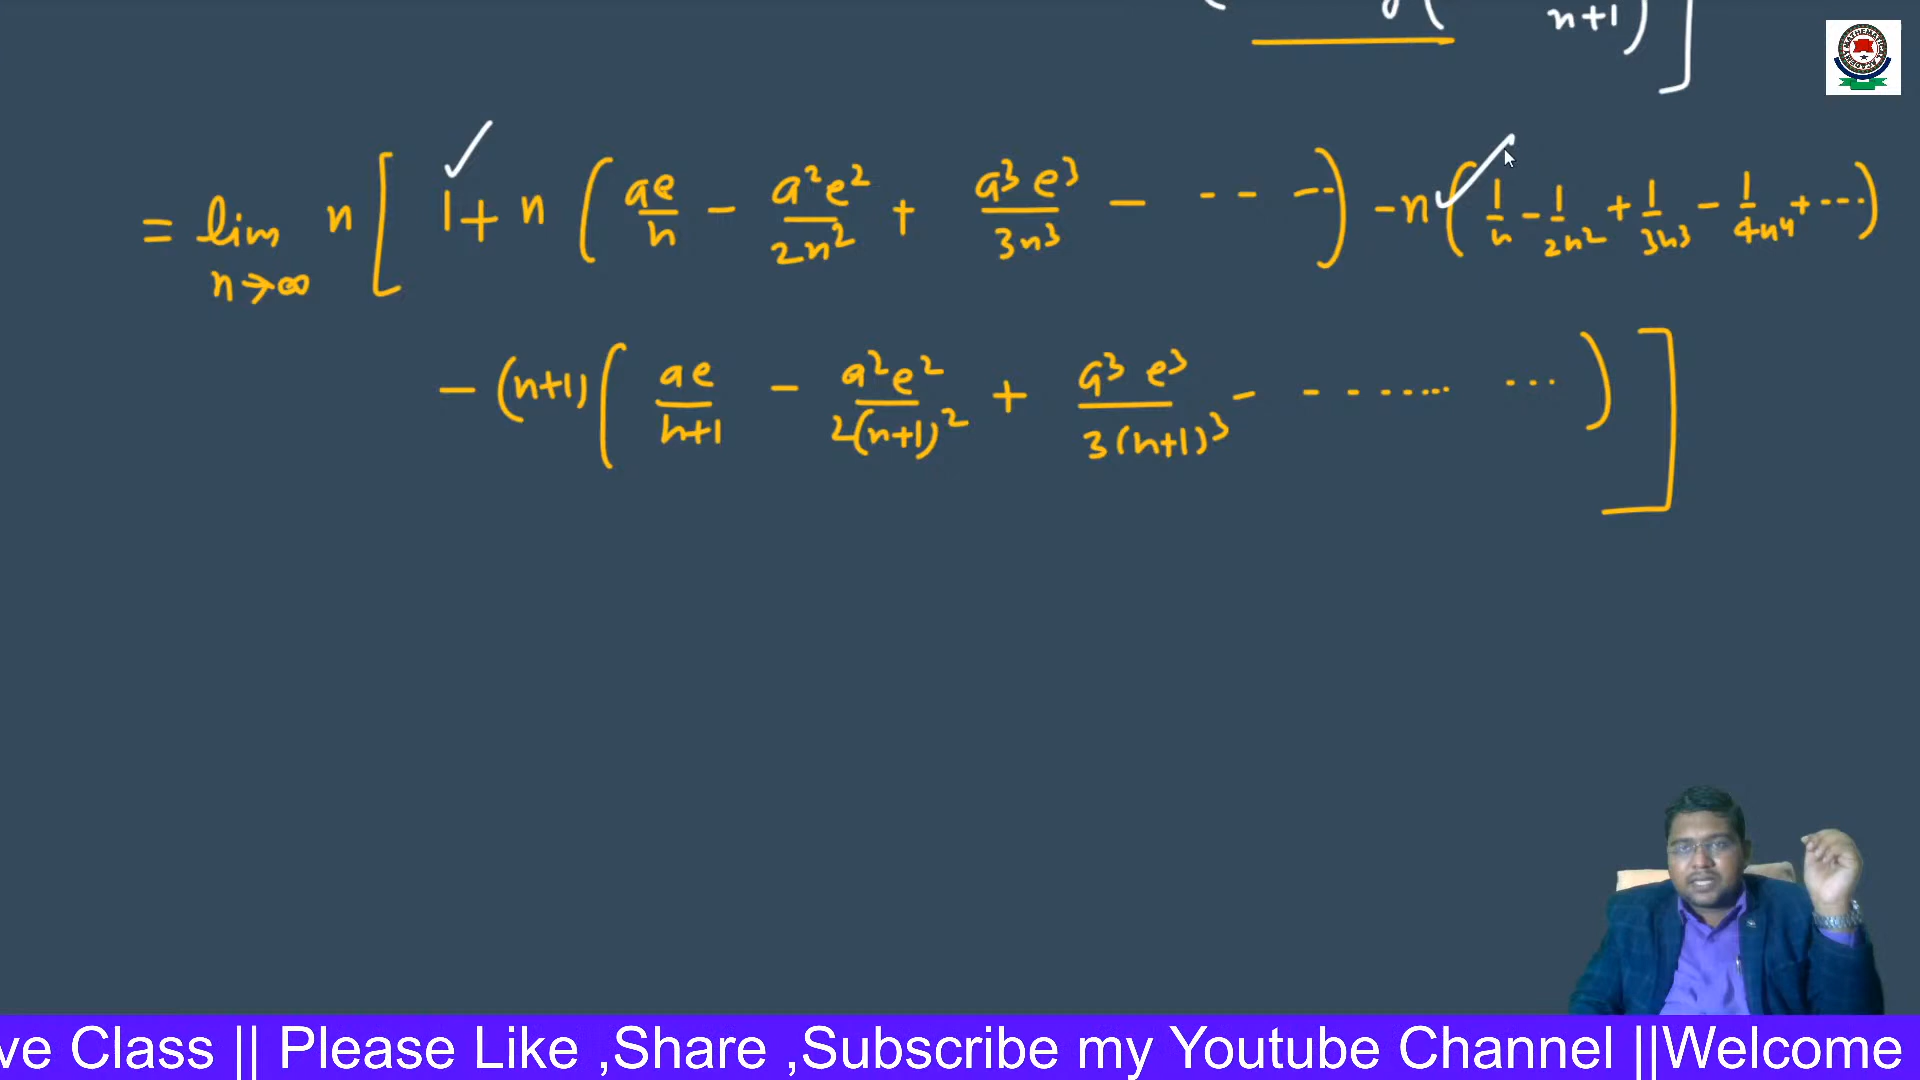 n+1)]
= lim n [ 1 + n ( ae/n - a²e²/2n² + a³e³/3n³ - - - - ) - n ( 1/n - 1/2n² + 1/3n³ - 1/4n⁴ + ... )
n→∞
- (n+1) ( ae/n+1 - a²e²/2(n+1)² + a³e³/3(n+1)³ - - - - ..... ... ) ]
ve Class || Please Like ,Share ,Subscribe my Youtube Channel ||Welcome